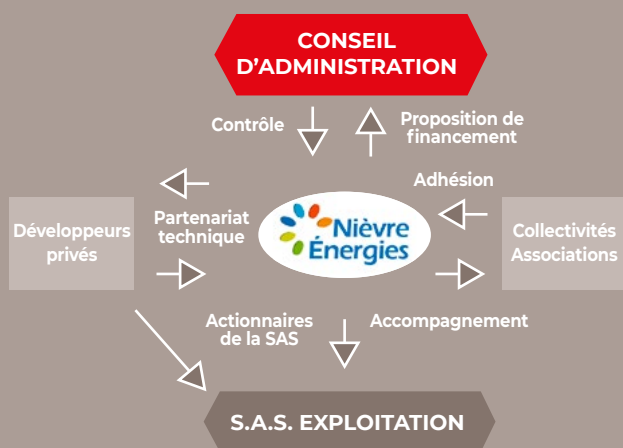 CONSEIL
D'ADMINISTRATION
Contrôle
Proposition de
financement
Adhésion
Développeurs
privés
Partenariat
technique
Nièvre
Énergies
Collectivités
Associations
Actionnaires
de la SAS
Accompagnement
S.A.S. EXPLOITATION